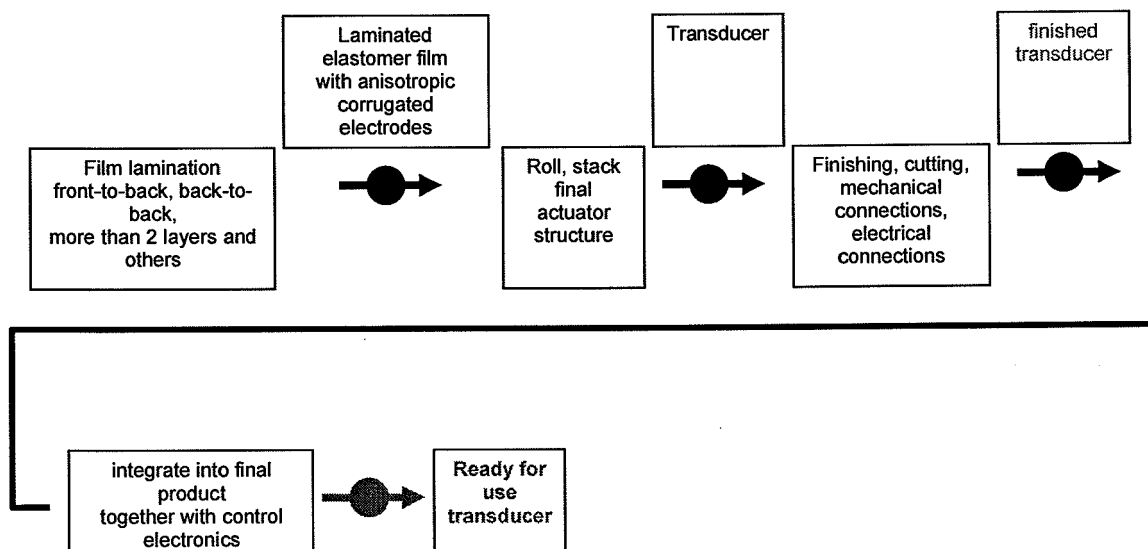 Laminated
elastomer film
with anisotropic
corrugated
electrodes
Transducer
finished
transducer
Film lamination
front-to-back, back-to-
back,
more than 2 layers and
others
Roll, stack
final
actuator
structure
Finishing, cutting,
mechanical
connections,
electrical
connections
integrate into final
product
together with control
electronics
Ready for
use
transducer